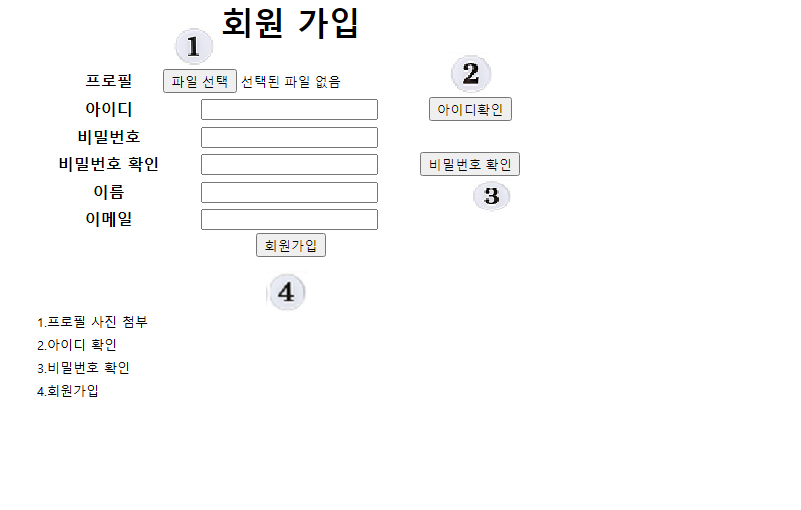 회원 가입
1
프로필 파일 선택 선택된 파일 없음
2
아이디 아이디확인
비밀번호
비밀번호 확인 비밀번호 확인
3
이름
이메일
회원가입
4
1.프로필 사진 첨부
2.아이디 확인
3.비밀번호 확인
4.회원가입